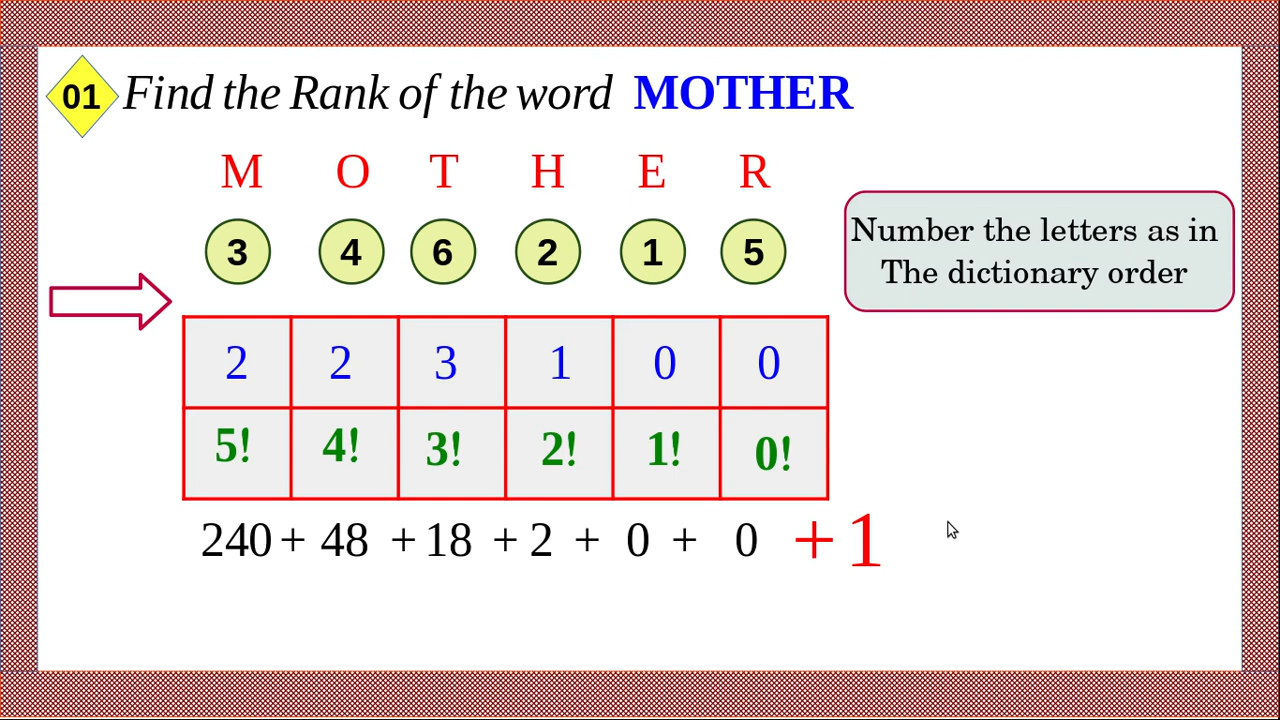 01 Find the Rank of the word MOTHER
M O T H E R
3 4 6 2 1 5
Number the letters as in
The dictionary order
2 2 3 1 0 0
5! 4! 3! 2! 1! 0!
240 + 48 + 18 + 2 + 0 + 0 + 1